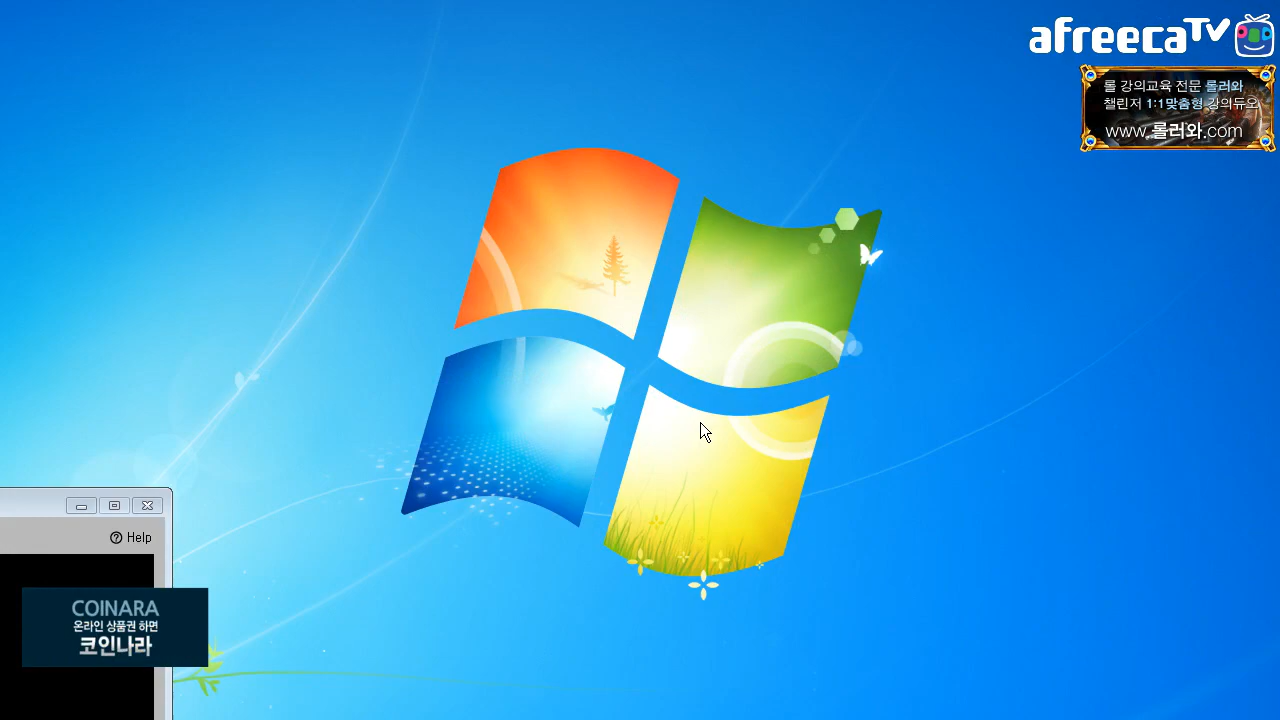 afreecaTV
롤 강의교육 전문 롤러와
챌린저 1:1맞춤형 강의듀오
www.롤러와.com
Help
COINARA
온라인 상품권 하면
코인나라